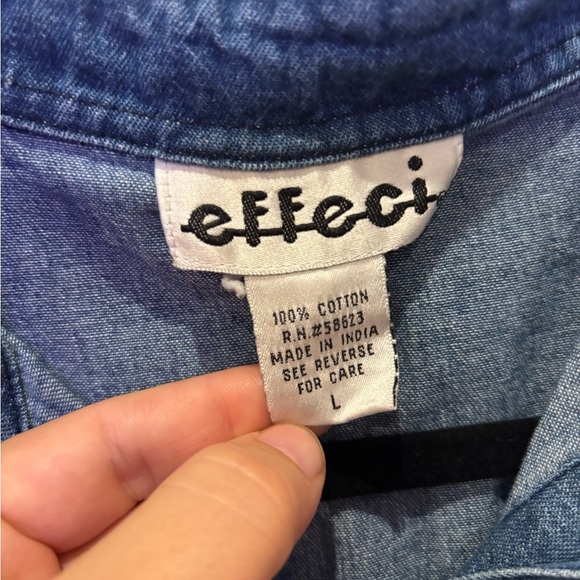 effeci
100% COTTON
R.N.#58623
MADE IN INDIA
SEE REVERSE
FOR CARE
L